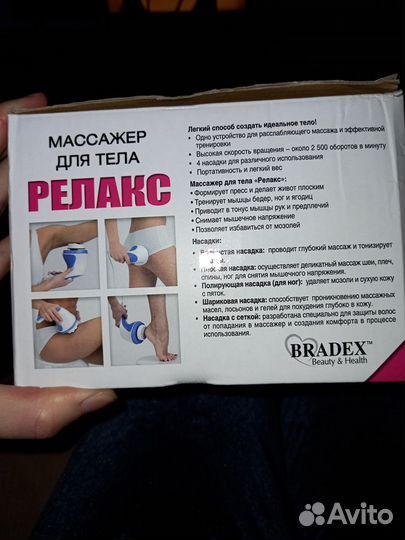 МАССАЖЕР
ДЛЯ ТЕЛА
РЕЛАКС
Легкий способ создать идеальное тело!
• Одно устройство для расслабляющего массажа и эффективной
тренировки
• Высокая скорость вращения – около 2 500 оборотов в минуту
• 4 насадки для различного использования
• Портативность и легкий вес
Массажер для тела «Релакс»:
• Формирует пресс и делает живот плоским
• Тренирует мышцы бедер, ног и ягодиц
• Приводит в тонус мышцы рук и предплечий
• Снимает мышечное напряжение
• Позволяет избавиться от мозолей
Насадки:
насадка: проводит глубокий массаж и тонизирует
насадка: осуществляет деликатный массаж шеи, плеч,
спины, ног для снятия мышечного напряжения.
• Полирующая насадка (для ног): удаляет мозоли и сухую кожу
с пяток.
• Шариковая насадка: способствует проникновению массажных
масел, лосьонов и гелей для похудения глубоко в кожу.
• Насадка с сеткой: разработана специально для защиты волос
от попадания в массажер и создания комфорта в процессе
использования.
BRADEX™
Beauty & Health
Avito